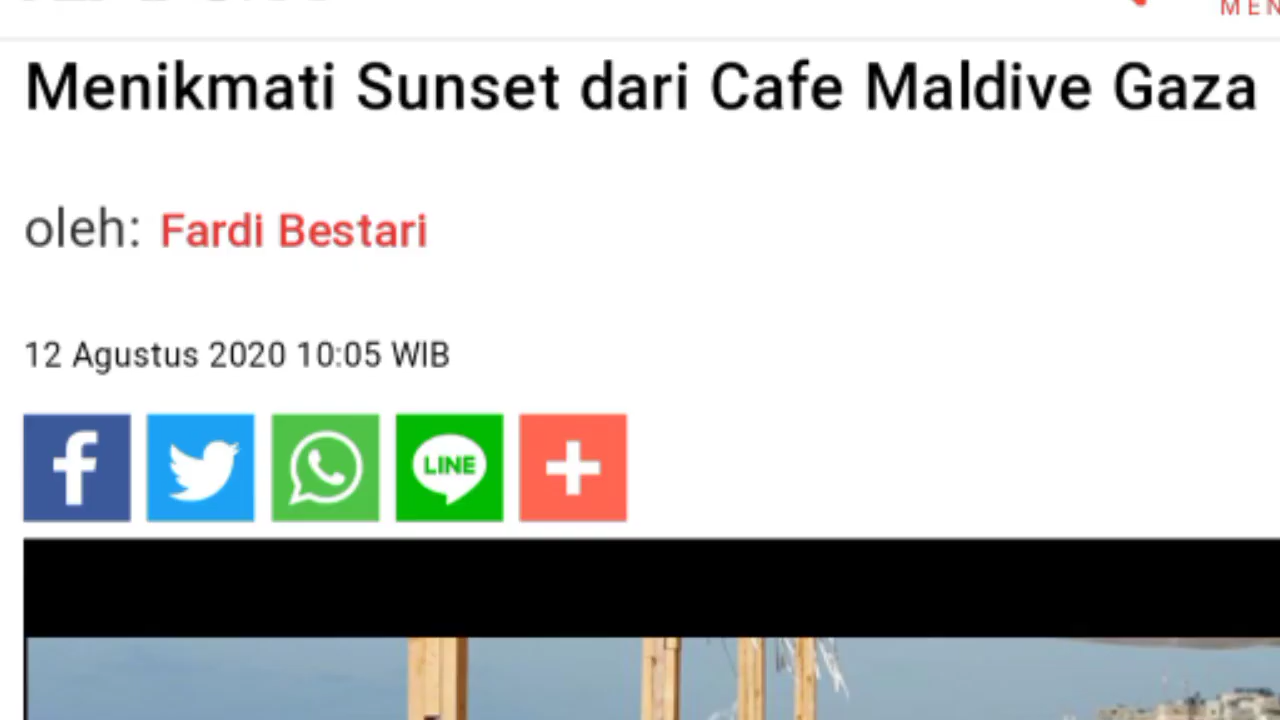 Menikmati Sunset dari Cafe Maldive Gaza
oleh: Fardi Bestari
12 Agustus 2020 10:05 WIB
LINE